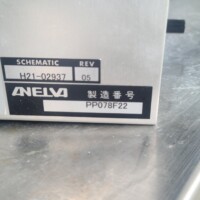 SCHEMATIC REV
H21-02937 05
ANELVA 製造番号
PP078F22